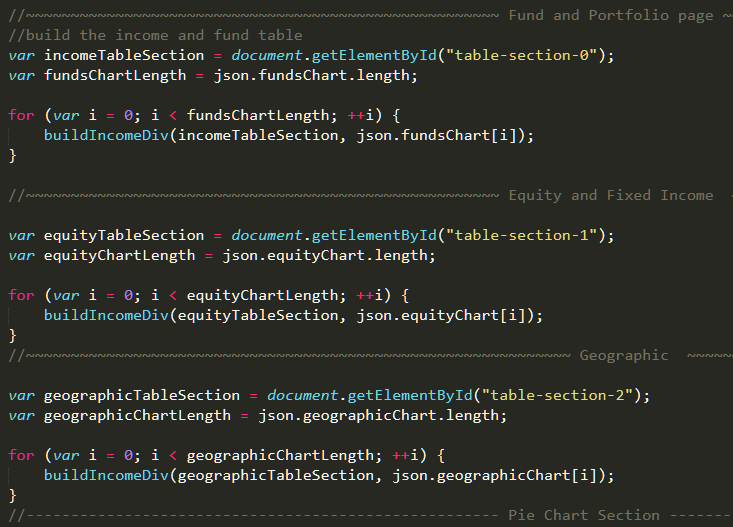 //~~~~~~~~~~~~~~~~~~~~~~~~~~~~~~~~~~~~~~~~~~~~~~~~~~~~~ Fund and Portfolio page ~
//build the income and fund table
var incomeTableSection = document.getElementById("table-section-0");
var fundsChartLength = json.fundsChart.length;
for (var i = 0; i < fundsChartLength; ++i) {
buildIncomeDiv(incomeTableSection, json.fundsChart[i]);
}
//~~~~~~~~~~~~~~~~~~~~~~~~~~~~~~~~~~~~~~~~~~~~~~~~~~~~~ Equity and Fixed Income ~
var equityTableSection = document.getElementById("table-section-1");
var equityChartLength = json.equityChart.length;
for (var i = 0; i < equityChartLength; ++i) {
buildIncomeDiv(equityTableSection, json.equityChart[i]);
}
//~~~~~~~~~~~~~~~~~~~~~~~~~~~~~~~~~~~~~~~~~~~~~~~~~~~~~~~~~~~~~ Geographic ~~~~~
var geographicTableSection = document.getElementById("table-section-2");
var geographicChartLength = json.geographicChart.length;
for (var i = 0; i < geographicChartLength; ++i) {
buildIncomeDiv(geographicTableSection, json.geographicChart[i]);
}
//----------------------------------------------------- Pie Chart Section -------